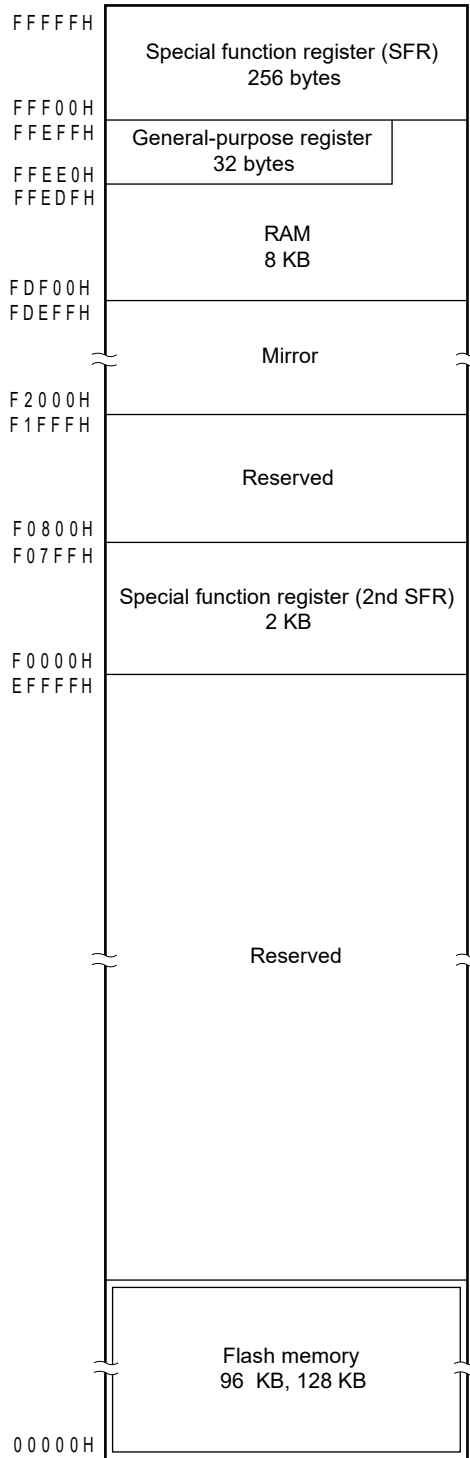 FFFFFH
Special function register (SFR)
256 bytes
FFF00H
FFEFFH
General-purpose register
32 bytes
FFEE0H
FFEDFH
RAM
8 KB
FDF00H
FDEFFH
Mirror
F2000H
F1FFFH
Reserved
F0800H
F07FFH
Special function register (2nd SFR)
2 KB
F0000H
EFFFFH
Reserved
Flash memory
96 KB, 128 KB
00000H